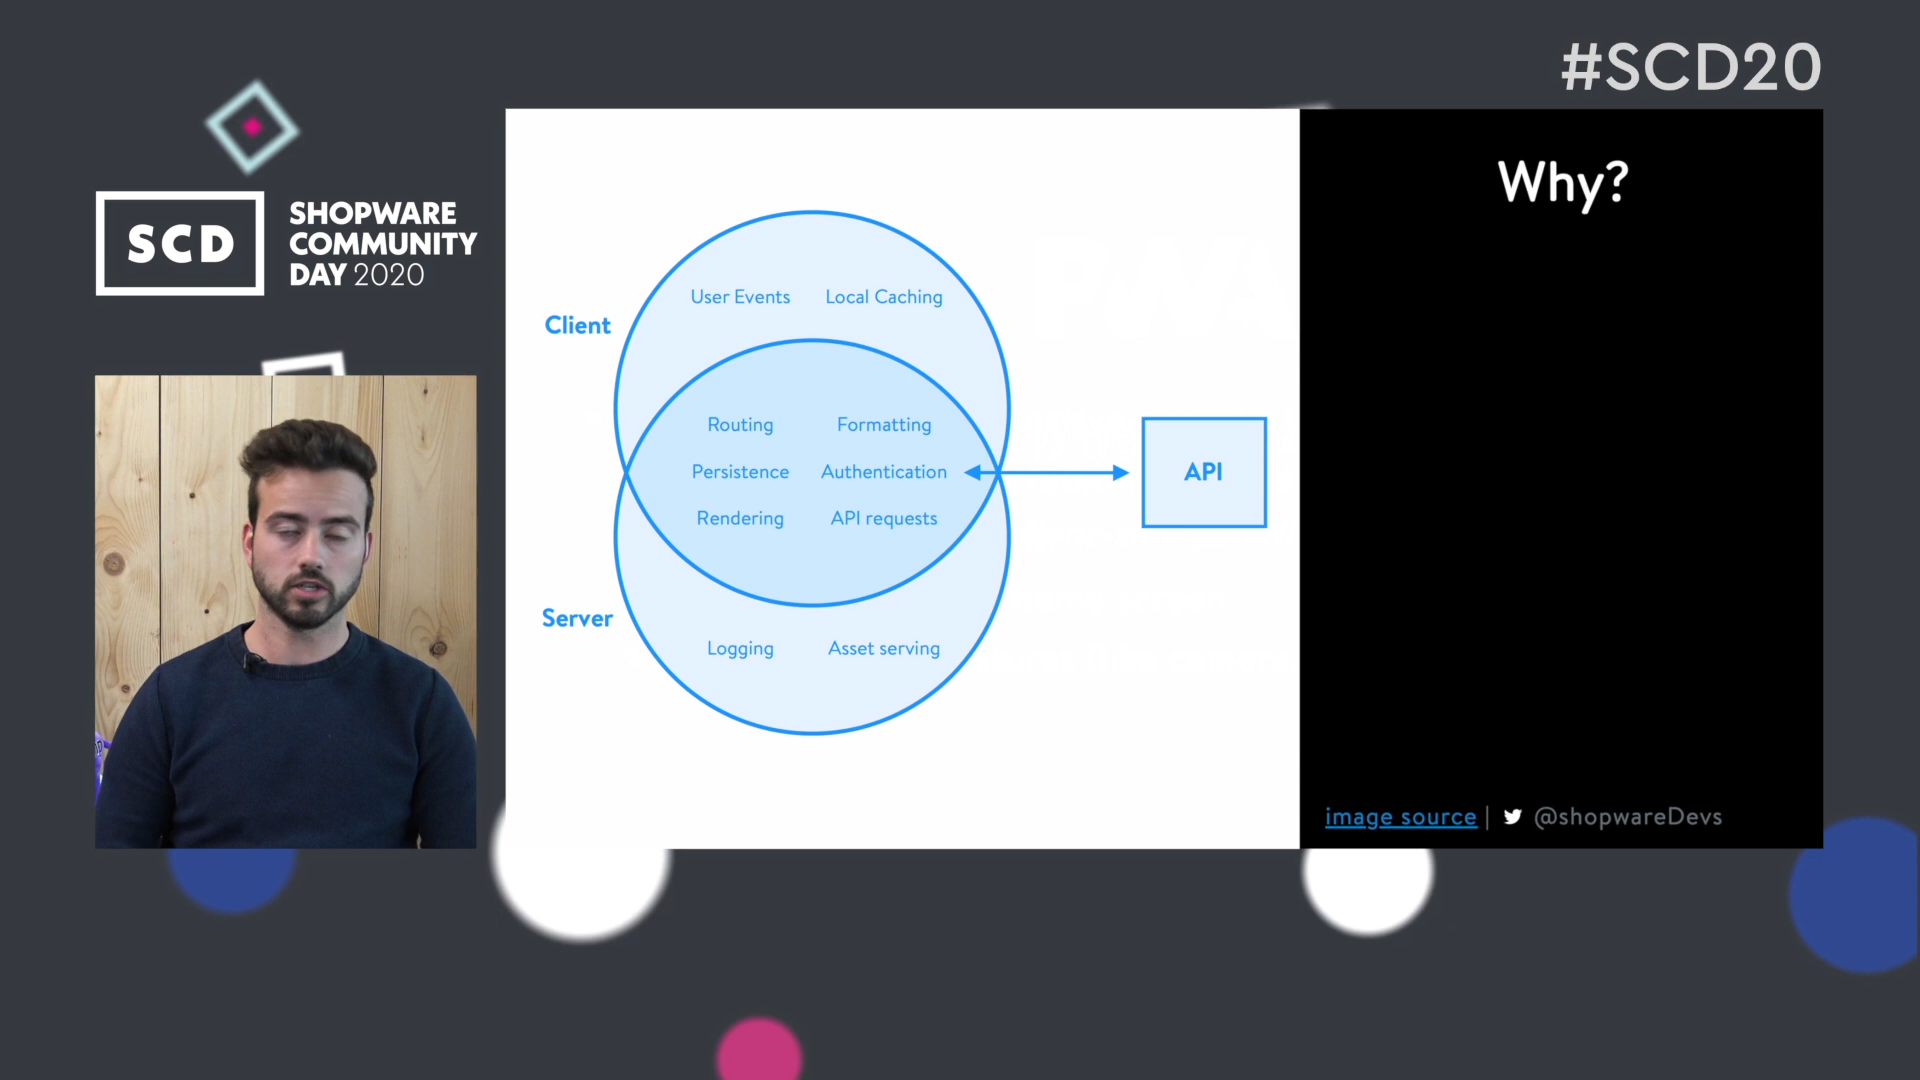 #SCD20
SCD
SHOPWARE
COMMUNITY
DAY 2020
Why?
User Events Local Caching
Client
Routing Formatting
Persistence Authentication
API
Rendering API requests
Server
Logging Asset serving
image source | @shopwareDevs